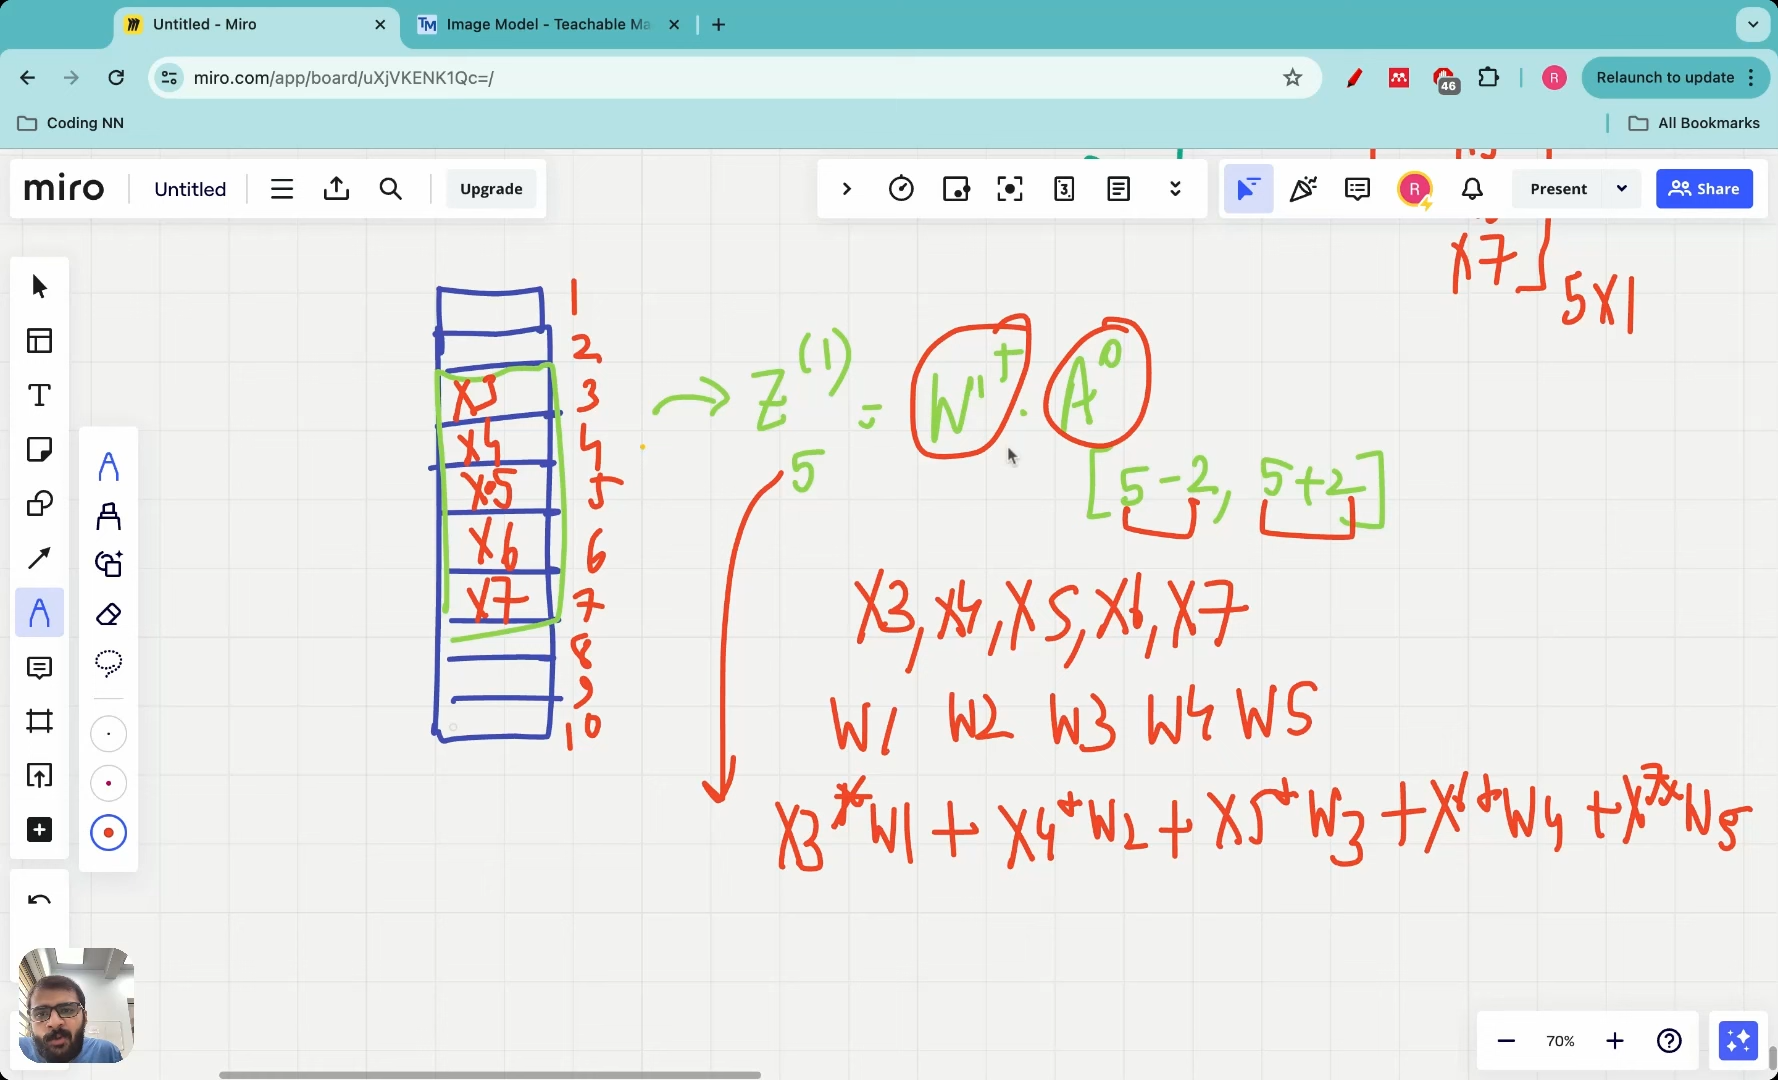 Untitled - Miro
TM Image Model - Teachable Ma
miro.com/app/board/uXjVKENK1Qc=/
46
R
Relaunch to update
Coding NN
All Bookmarks
miro Untitled
Upgrade
3
R
Present
Share
X7]
5X1
1
2
X3 3
X4 4
X5 5
X6 6
X7 7
8
9
10
Z(1) = W1T . A0
5
[5-2, 5+2]
X3, X4, X5, X6, X7
W1 W2 W3 W4 W5
X3*W1 + X4*W2 + X5*W3 + X6*W4 + X7*W5
70%